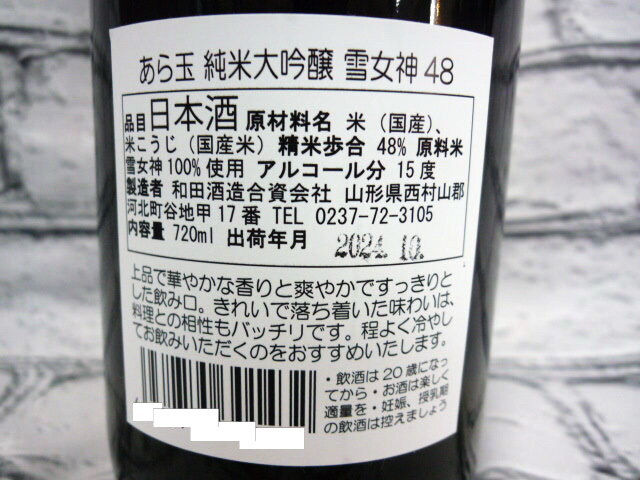 あら玉 純米大吟醸 雪女神 48
品目 日本酒 原材料名 米（国産）、
米こうじ（国産米）精米歩合 48% 原料米
雪女神 100%使用 アルコール分 15度
製造者 和田酒造合資会社 山形県西村山郡
河北町谷地甲17番 TEL 0237-72-3105
内容量 720ml 出荷年月 2024.10.
上品で華やかな香りと爽やかですっきりと
した飲み口。きれいで落ち着いた味わいは、
料理との相性もバッチリです。程よく冷やし
てお飲みいただくのをおすすめいたします。
・飲酒は20歳になっ
てから・お酒は楽しく
適量を・妊娠、授乳期
の飲酒は控えましょう